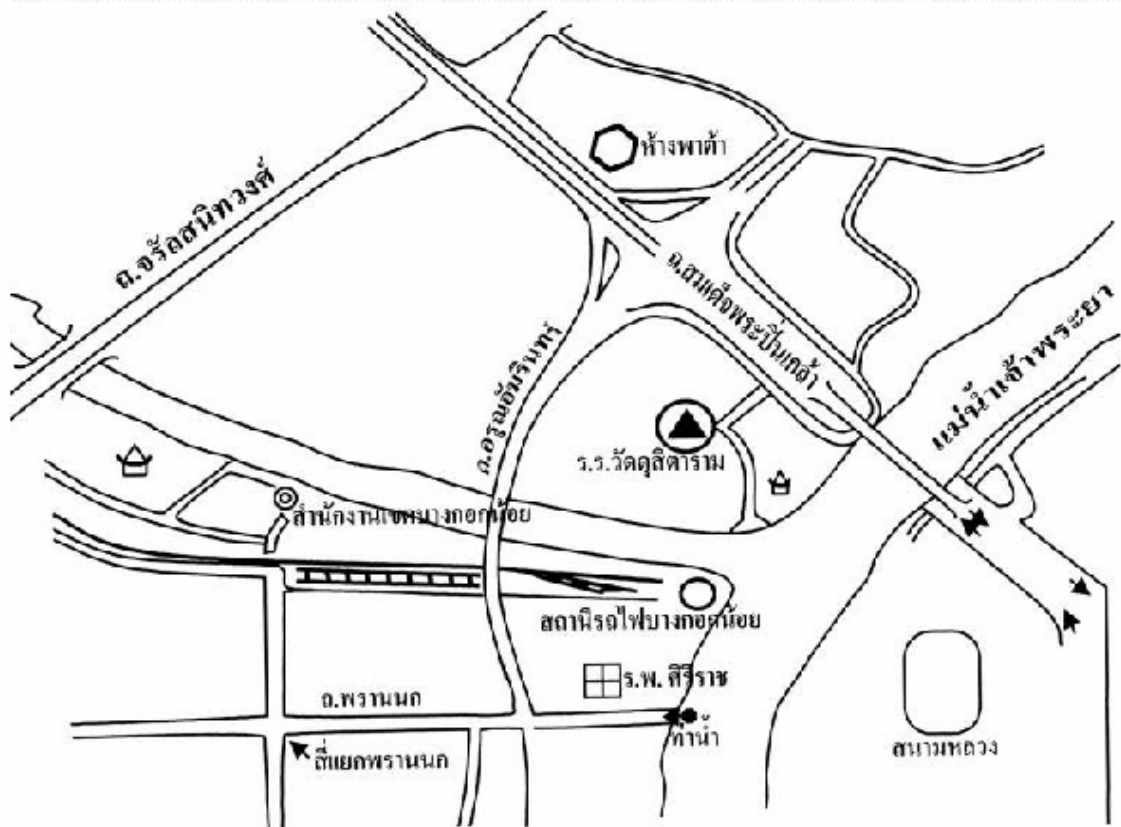 ห้างพาต้า
ถ.จรัลสนิทวงศ์
ถ.สมเด็จพระปิ่นเกล้า
แม่น้ำเจ้าพระยา
ถ.อรุณอัมรินทร์
ร.ร.วัดดุสิตาราม
สำนักงานเขตบางกอกน้อย
สถานีรถไฟบางกอกน้อย
ร.พ. ศิริราช
ถ.พรานนก
ท่าน้ำ
สี่แยกพรานนก
สนามหลวง